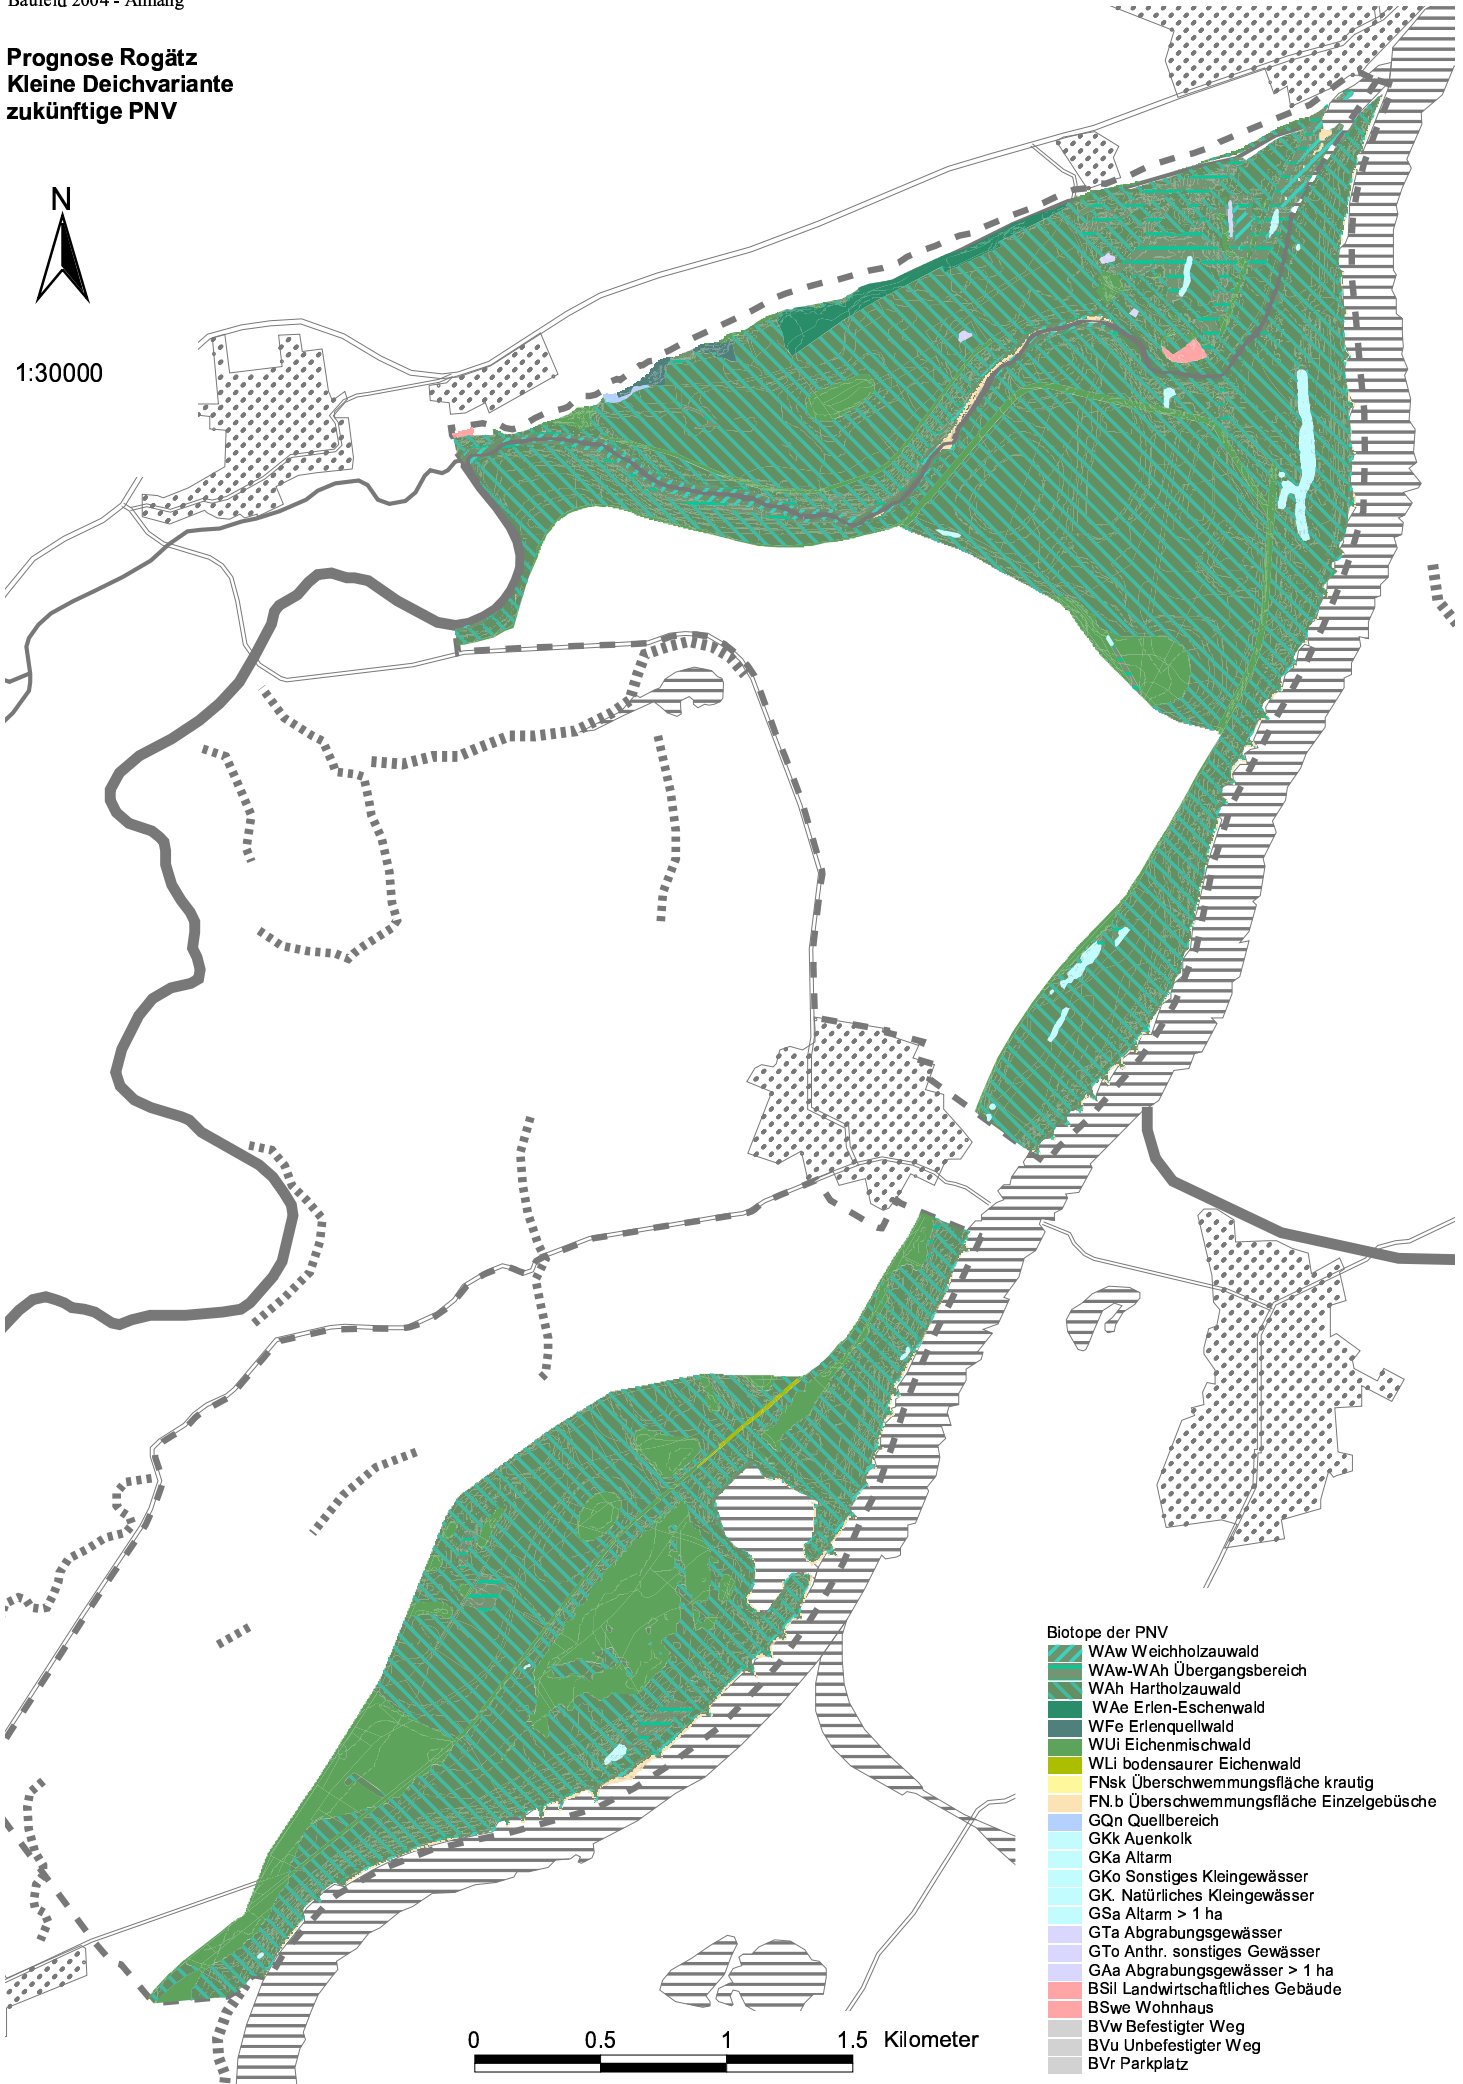 Baufeld 2004 - Anhang
Prognose Rogätz
Kleine Deichvariante
zukünftige PNV
N
1:30000
Biotope der PNV
WAw Weichholzauwald
WAw-WAh Übergangsbereich
WAh Hartholzauwald
WAe Erlen-Eschenwald
WFe Erlenquellwald
WUi Eichenmischwald
WLi bodensaurer Eichenwald
FNsk Überschwemmungsfläche krautig
FN.b Überschwemmungsfläche Einzelgebüsche
GQn Quellbereich
GKk Auenkolk
GKa Altarm
GKo Sonstiges Kleingewässer
GK. Natürliches Kleingewässer
GSa Altarm > 1 ha
GTa Abgrabungsgewässer
GTo Anthr. sonstiges Gewässer
GAa Abgrabungsgewässer > 1 ha
BSil Landwirtschaftliches Gebäude
BSwe Wohnhaus
BVw Befestigter Weg
BVu Unbefestigter Weg
BVr Parkplatz
0 0.5 1 1.5 Kilometer